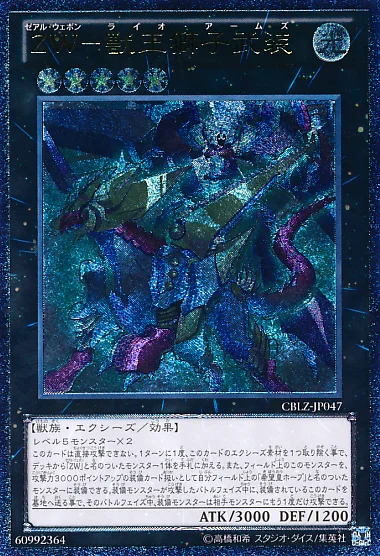 ゼアル・ウェポン ライオ・アームズ
ZW－獣王獅子武装
光
CBLZ-JP047
【獣族・エクシーズ／効果】
レベル５モンスター×２
このカードは直接攻撃できない。1ターンに1度、このカードのエクシーズ素材を1つ取り除く事で、
デッキから「ZW」と名のついたモンスター1体を手札に加える。また、フィールド上のこのモンスターを、
攻撃力3000ポイントアップの装備カード扱いとして自分フィールド上の「希望皇ホープ」と名のついた
モンスターに装備できる。装備モンスターが攻撃したバトルフェイズ中に、装備されているこのカードを
墓地へ送る事で、そのバトルフェイズ中、装備モンスターは相手モンスターにもう1度だけ攻撃できる。
ATK/3000 DEF/1200
60992364
©高橋和希 スタジオ・ダイス/集英社